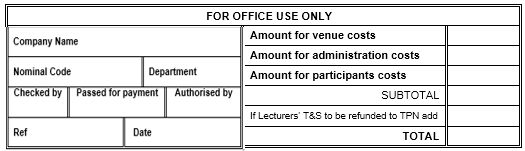 FOR OFFICE USE ONLY
Company Name
Nominal Code Department
Checked by Passed for payment Authorised by
Ref Date
Amount for venue costs
Amount for administration costs
Amount for participants costs
SUBTOTAL
If Lecturers' T&S to be refunded to TPN add
TOTAL